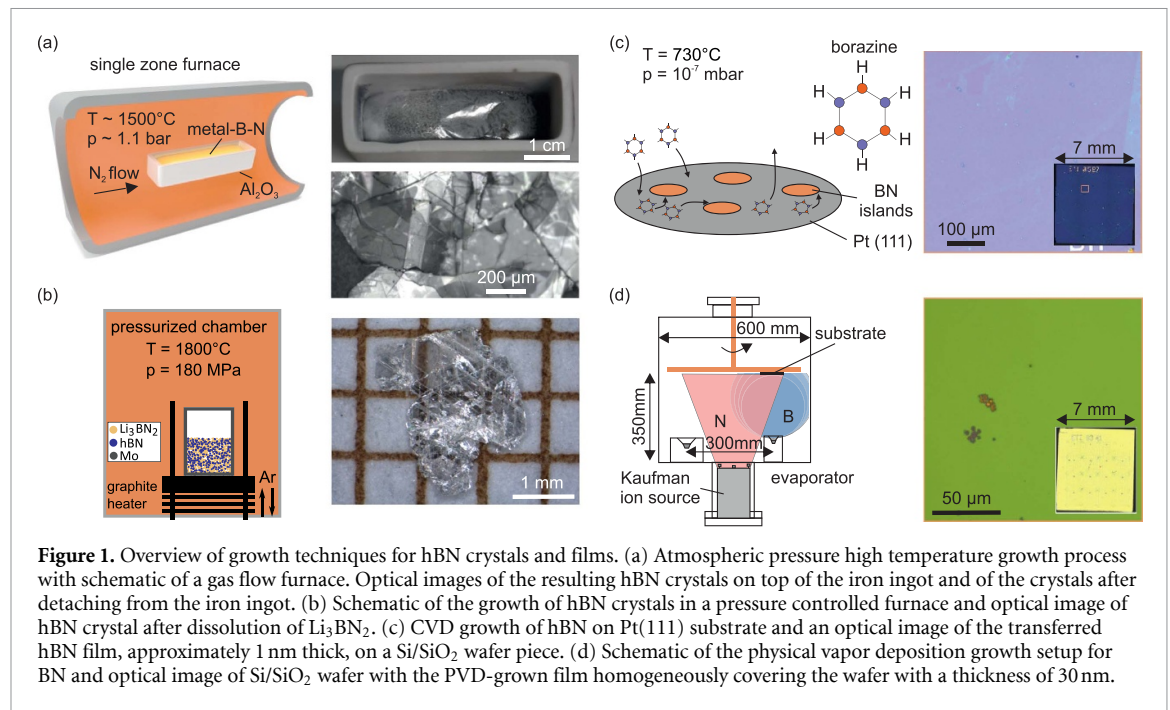 (a)
single zone furnace
T ~ 1500°C
p ~ 1.1 bar
metal-B-N
N₂ flow
Al₂O₃
1 cm
200 µm
(b)
pressurized chamber
T = 1800°C
p = 180 MPa
Li₃BN₂
hBN
Mo
graphite
heater
Ar
1 mm
(c)
T = 730°C
p = 10⁻⁷ mbar
borazine
H
H
H
H
H
H
BN
islands
Pt (111)
7 mm
100 µm
(d)
600 mm
substrate
350mm
N
B
300mm
Kaufman
ion source
evaporator
7 mm
50 µm
Figure 1. Overview of growth techniques for hBN crystals and films. (a) Atmospheric pressure high temperature growth process
with schematic of a gas flow furnace. Optical images of the resulting hBN crystals on top of the iron ingot and of the crystals after
detaching from the iron ingot. (b) Schematic of the growth of hBN crystals in a pressure controlled furnace and optical image of
hBN crystal after dissolution of Li₃BN₂. (c) CVD growth of hBN on Pt(111) substrate and an optical image of the transferred
hBN film, approximately 1 nm thick, on a Si/SiO₂ wafer piece. (d) Schematic of the physical vapor deposition growth setup for
BN and optical image of Si/SiO₂ wafer with the PVD-grown film homogeneously covering the wafer with a thickness of 30 nm.